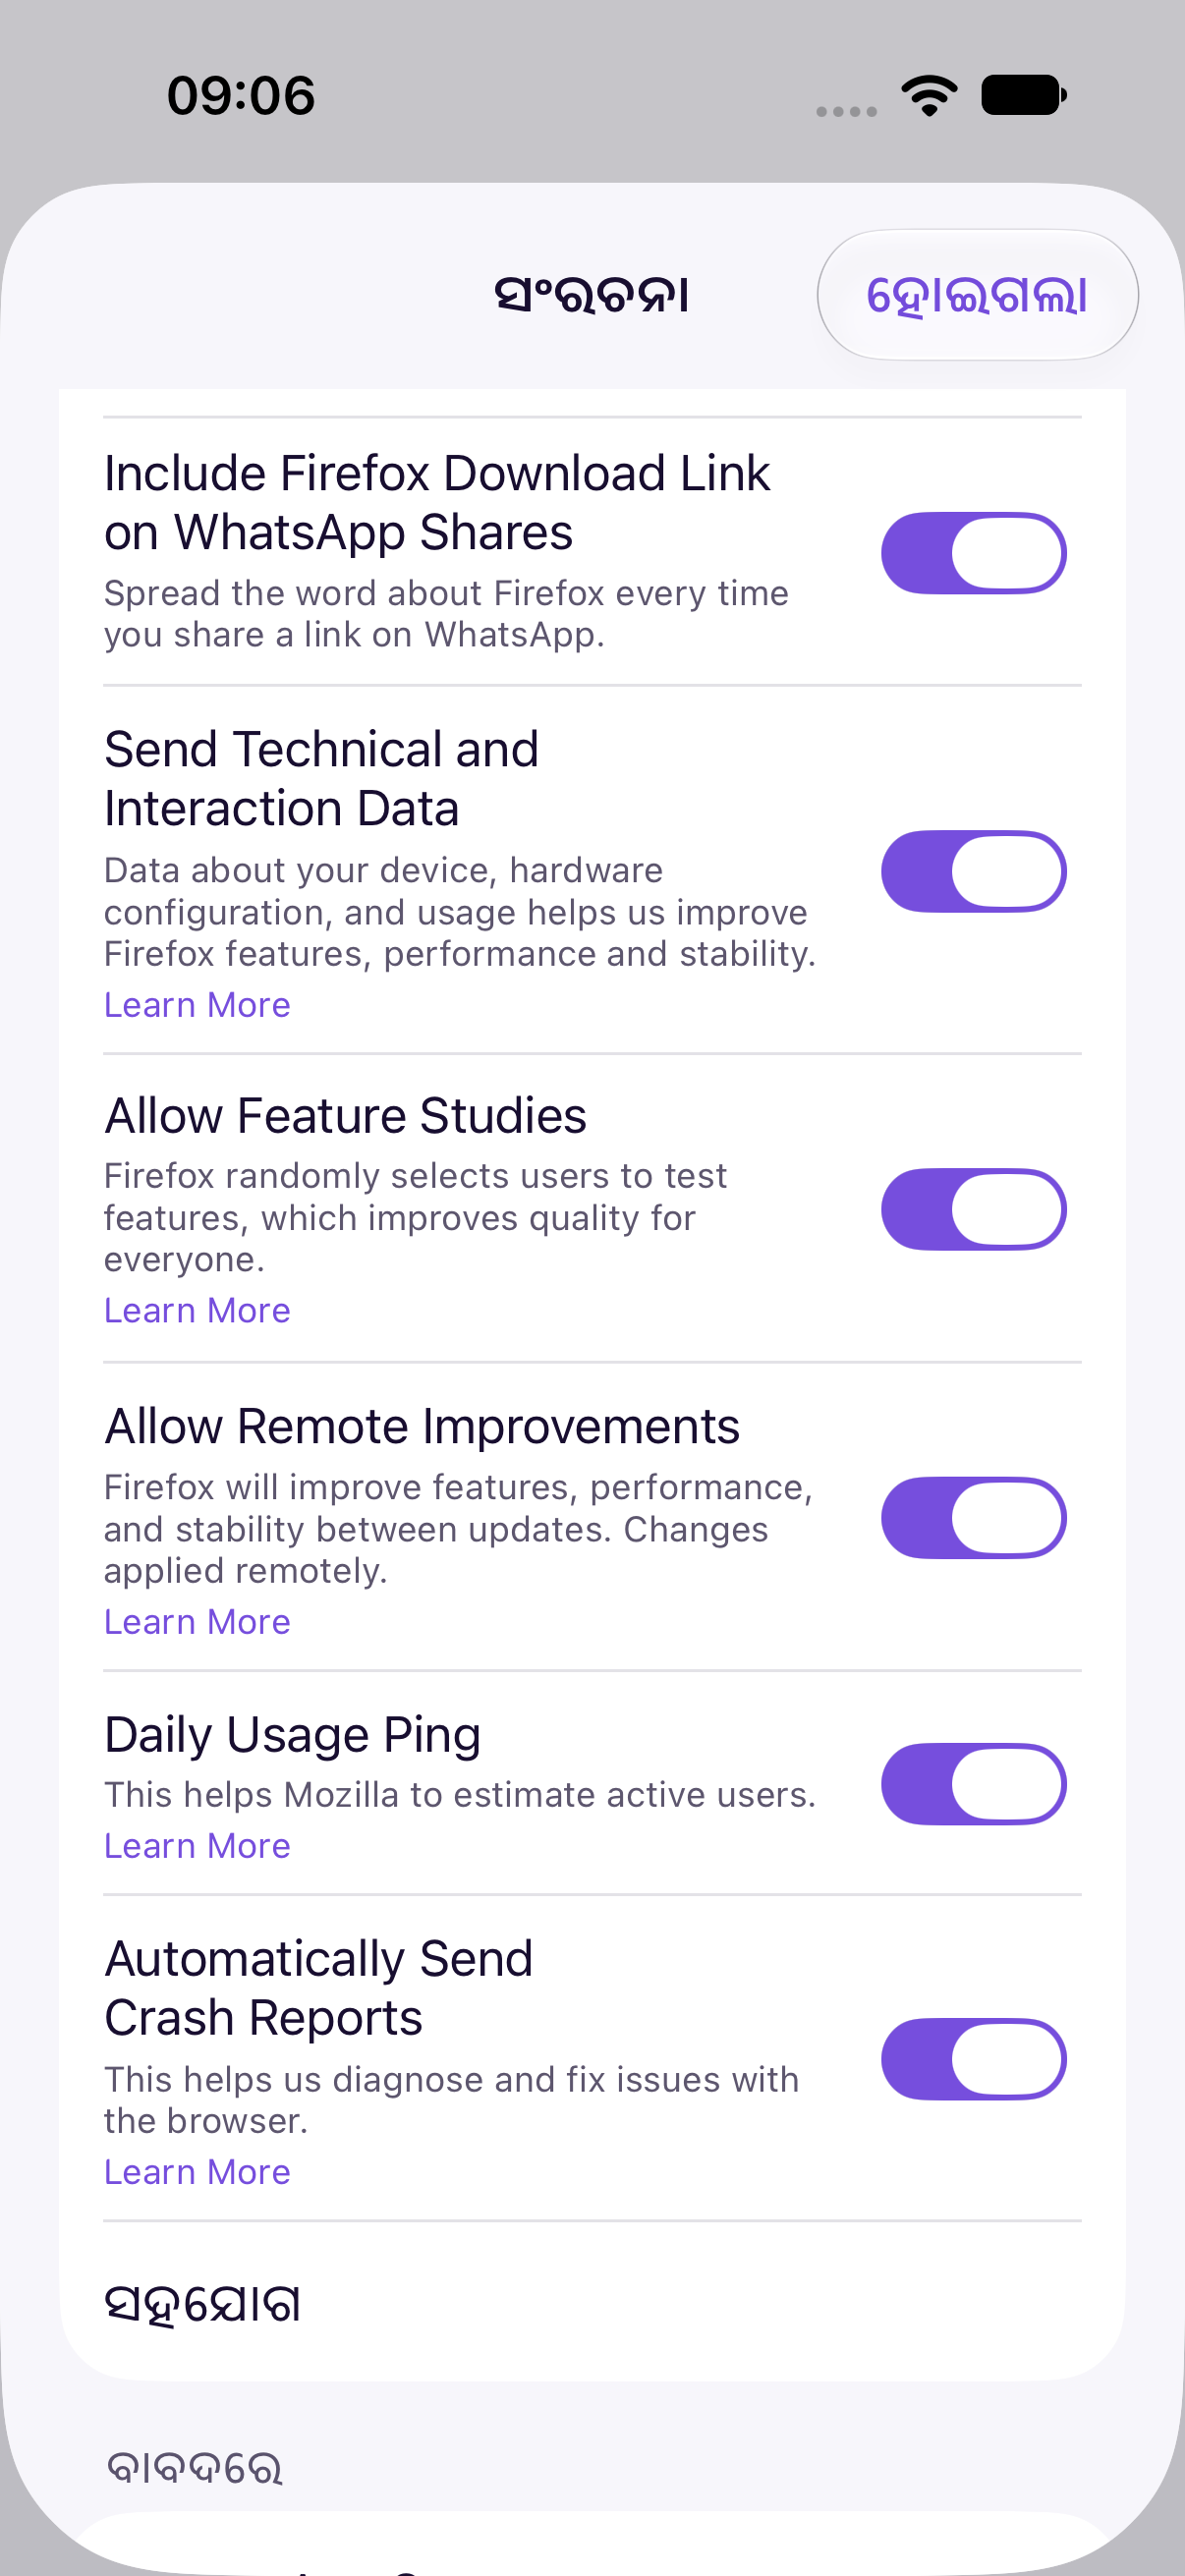 09:06
ସଂରଚନା
ହୋଇଗଲା
Include Firefox Download Link
on WhatsApp Shares
Spread the word about Firefox every time
you share a link on WhatsApp.
Send Technical and
Interaction Data
Data about your device, hardware
configuration, and usage helps us improve
Firefox features, performance and stability.
Learn More
Allow Feature Studies
Firefox randomly selects users to test
features, which improves quality for
everyone.
Learn More
Allow Remote Improvements
Firefox will improve features, performance,
and stability between updates. Changes
applied remotely.
Learn More
Daily Usage Ping
This helps Mozilla to estimate active users.
Learn More
Automatically Send
Crash Reports
This helps us diagnose and fix issues with
the browser.
Learn More
ସହଯୋଗ
ବାବଦରେ